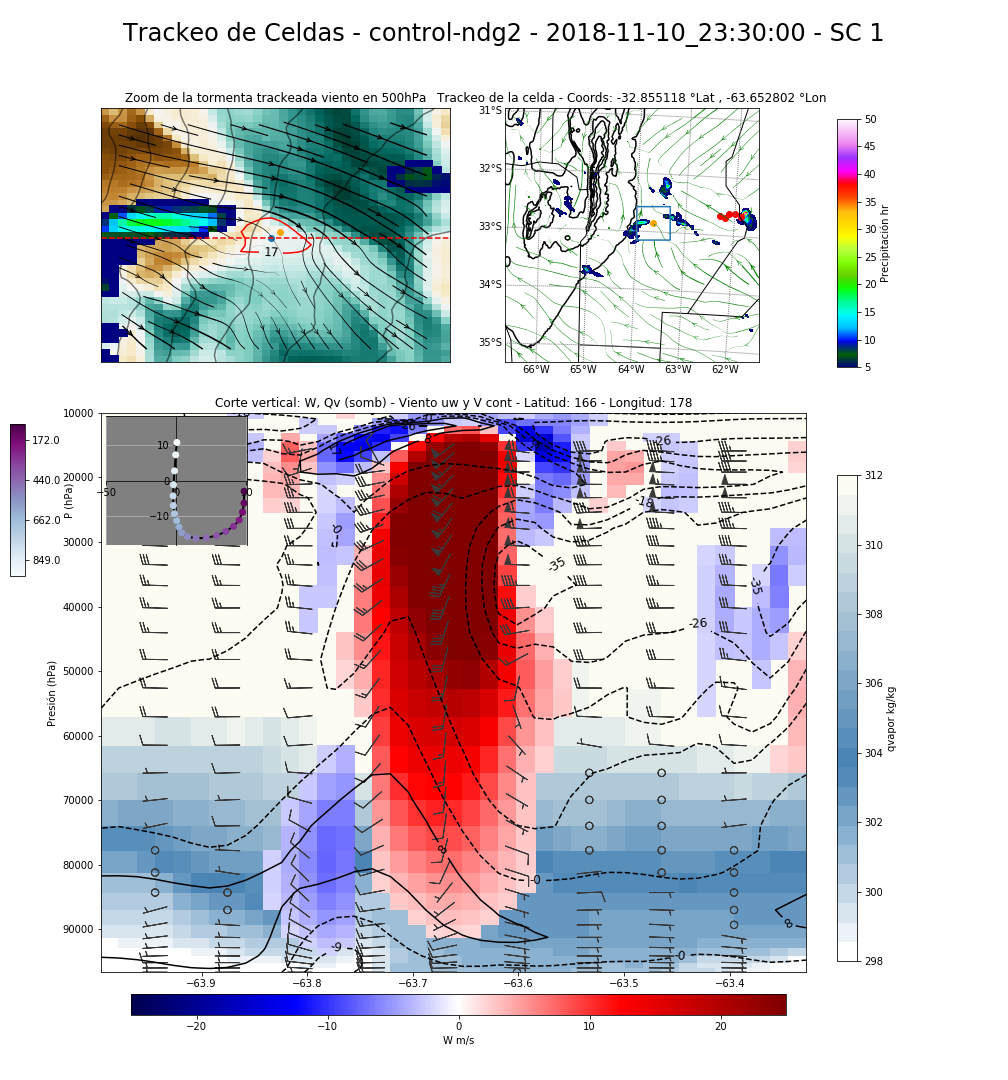 Trackeo de Celdas - control-ndg2 - 2018-11-10_23:30:00 - SC 1
Zoom de la tormenta trackeada viento en 500hPa
Trackeo de la celda - Coords: -32.855118 °Lat , -63.652802 °Lon
17
31°S
32°S
33°S
34°S
35°S
66°W 65°W 64°W 63°W 62°W
50
45
40
35
30
25
20
15
10
5
Precipitación hr
Corte vertical: W, Qv (somb) - Viento uw y V cont - Latitud: 166 - Longitud: 178
172.0
440.0
662.0
849.0
P (hPa)
10
0
−10
−50
0
10000
20000
30000
40000
50000
60000
70000
80000
90000
Presión (hPa)
−63.9 −63.8 −63.7 −63.6 −63.5 −63.4
-26
-18
-35
-35
-26
8
8
-0
-9
-0
8
312
310
308
306
304
302
300
298
qvapor kg/kg
−20 −10 0 10 20
W m/s